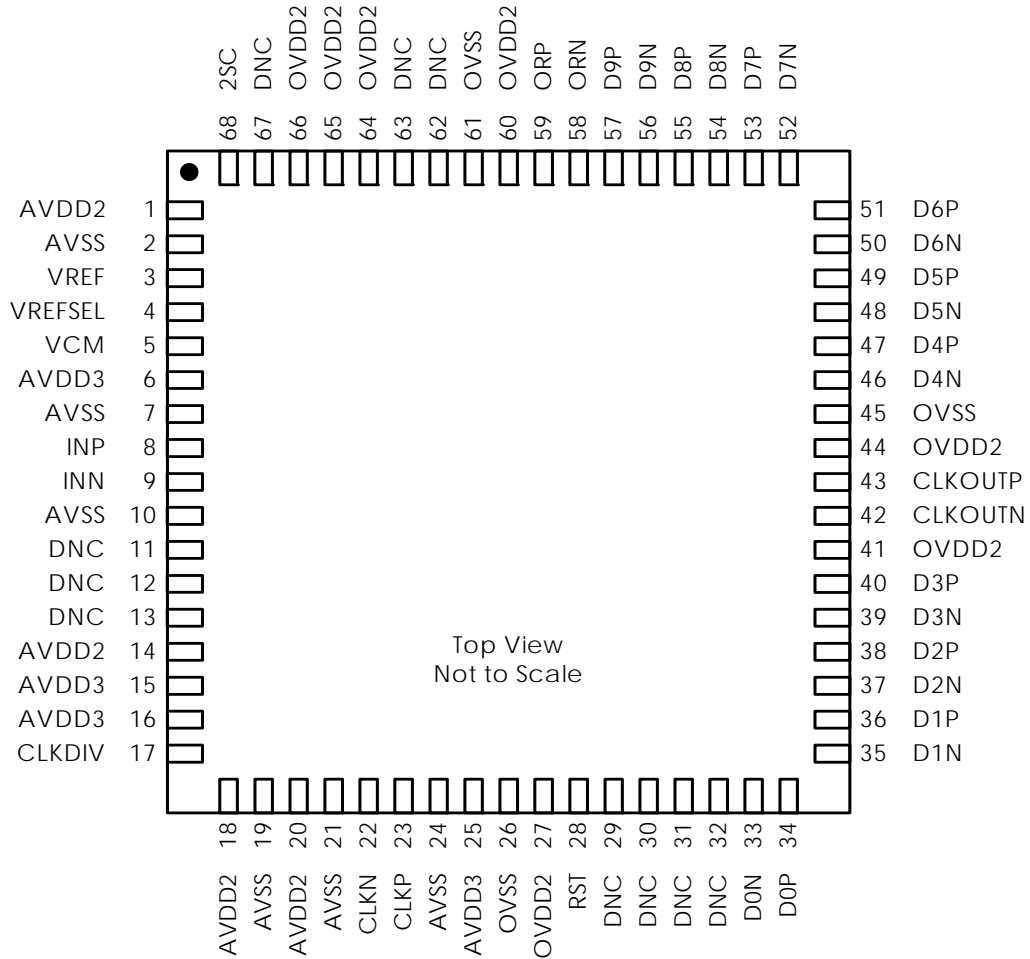 2SC DNC OVDD2 OVDD2 OVDD2 DNC DNC OVSS OVDD2 ORP ORN D9P D9N D8P D8N D7P D7N
68 67 66 65 64 63 62 61 60 59 58 57 56 55 54 53 52
AVDD2 1
AVSS 2
VREF 3
VREFSEL 4
VCM 5
AVDD3 6
AVSS 7
INP 8
INN 9
AVSS 10
DNC 11
DNC 12
DNC 13
AVDD2 14
AVDD3 15
AVDD3 16
CLKDIV 17
51 D6P
50 D6N
49 D5P
48 D5N
47 D4P
46 D4N
45 OVSS
44 OVDD2
43 CLKOUTP
42 CLKOUTN
41 OVDD2
40 D3P
39 D3N
38 D2P
37 D2N
36 D1P
35 D1N
Top View
Not to Scale
18 19 20 21 22 23 24 25 26 27 28 29 30 31 32 33 34
AVDD2 AVSS AVDD2 AVSS CLKN CLKP AVSS AVDD3 OVSS OVDD2 RST DNC DNC DNC DNC D0N D0P